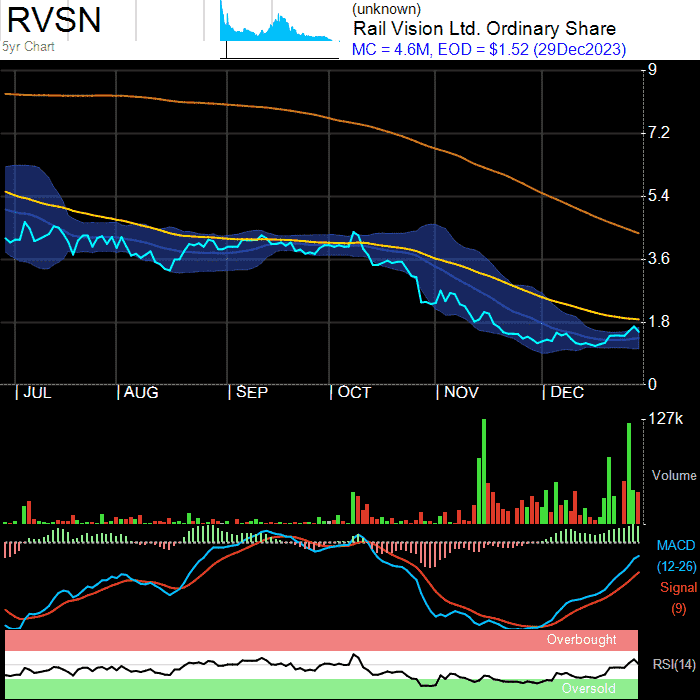 RVSN
5yr Chart
(unknown)
Rail Vision Ltd. Ordinary Share
MC = 4.6M, EOD = $1.52 (29Dec2023)
9
7.2
5.4
3.6
1.8
0
JUL AUG SEP OCT NOV DEC
127k
Volume
MACD
(12-26)
Signal
(9)
Overbought
RSI(14)
Oversold